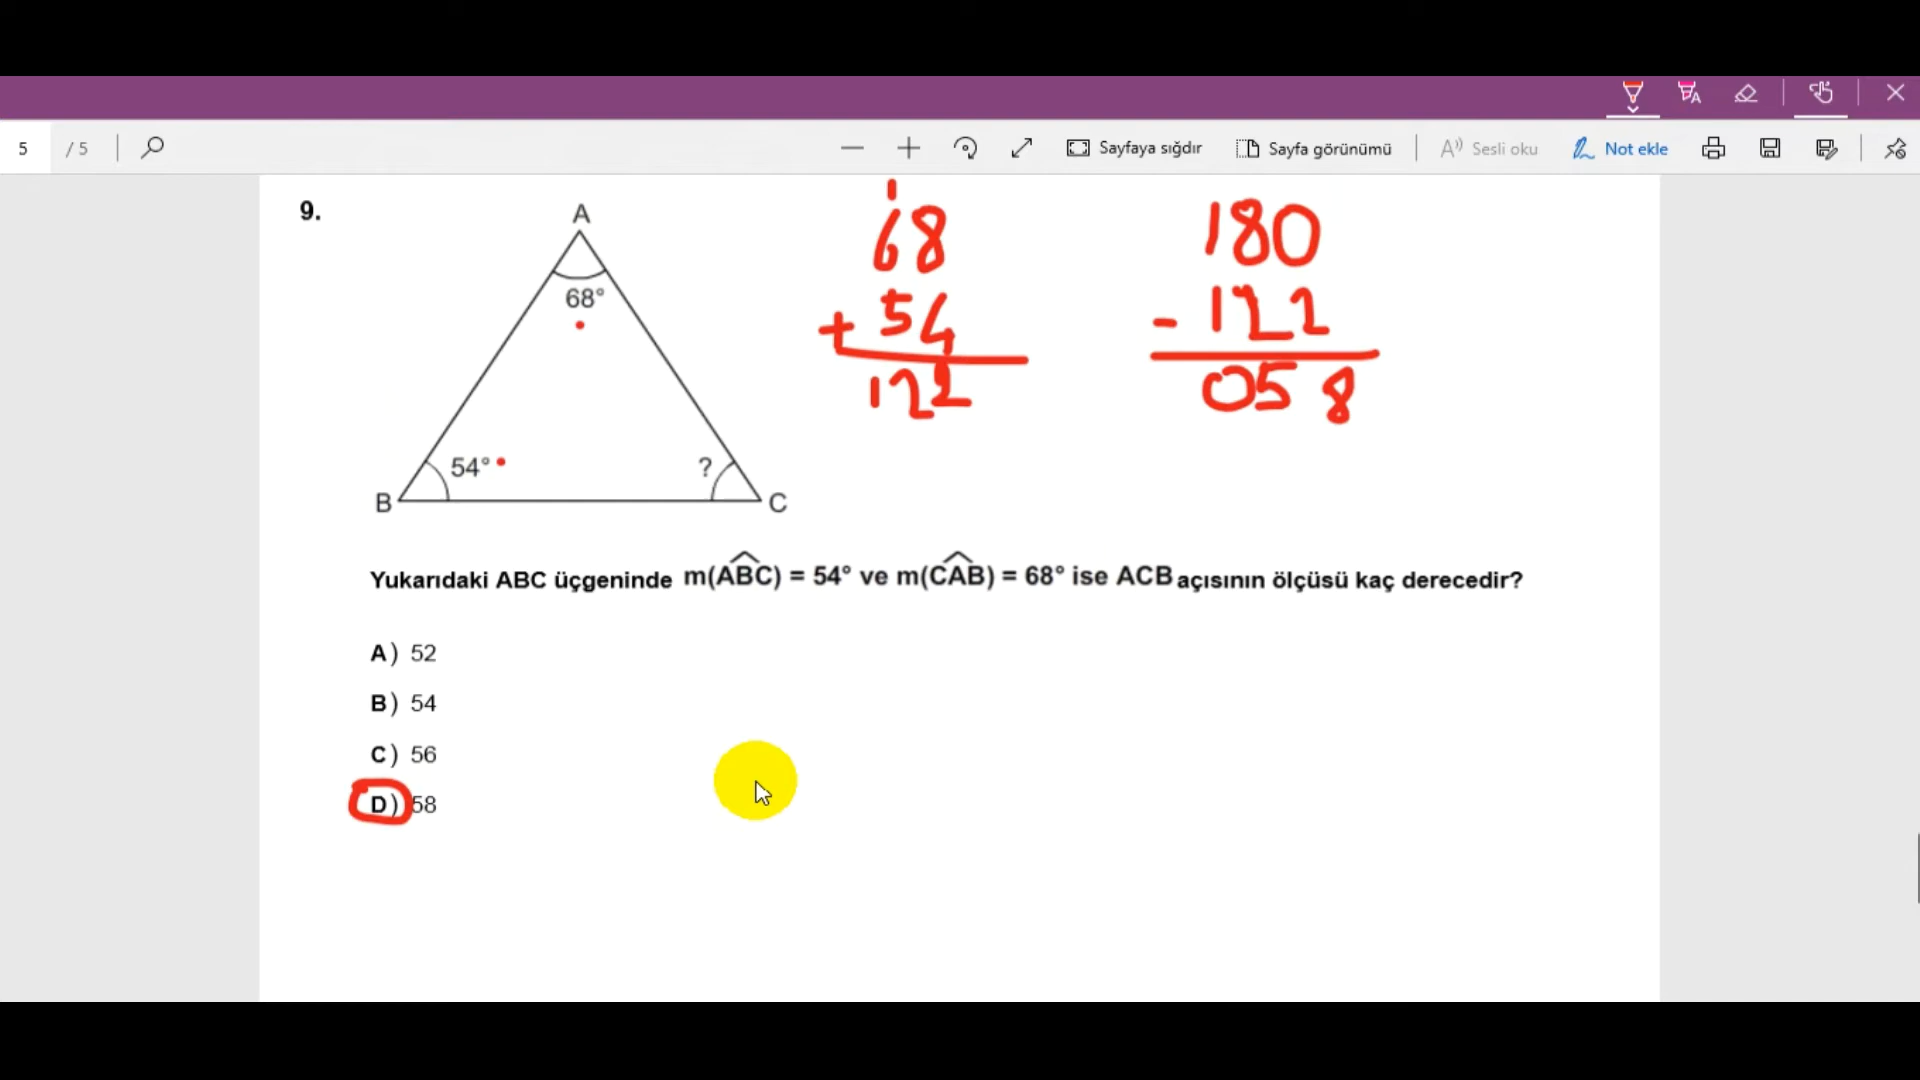 5 / 5
Sayfaya sığdır
Sayfa görünümü
Sesli oku
Not ekle
9.
A
68°
54°
?
B
C
1
68
+ 54
122
180
- 122
058
Yukarıdaki ABC üçgeninde m(ABC) = 54° ve m(CAB) = 68° ise ACB açısının ölçüsü kaç derecedir?
A) 52
B) 54
C) 56
D) 58